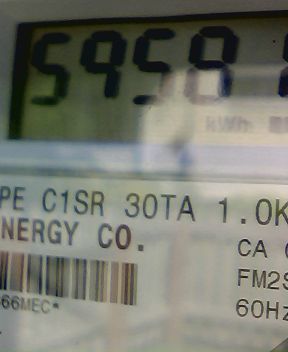 5958
kWh
PE C1SR 30TA 1.0K
NERGY CO.
CA
FM2S
66MEC*
60Hz